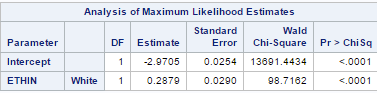 Analysis of Maximum Likelihood Estimates
Parameter DF Estimate Standard Error Wald Chi-Square Pr > ChiSq
Intercept 1 -2.9705 0.0254 13691.4434 <.0001
ETHIN White 1 0.2879 0.0290 98.7162 <.0001